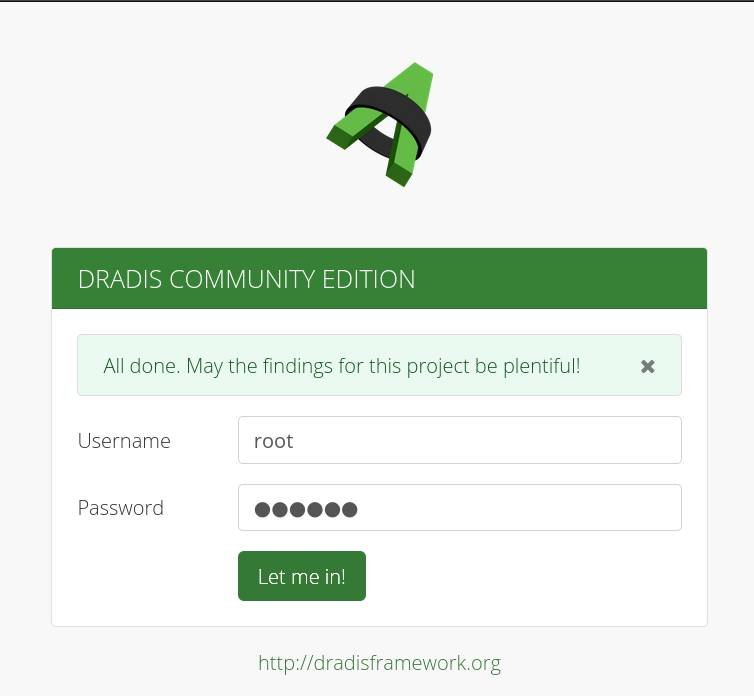 DRADIS COMMUNITY EDITION
All done. May the findings for this project be plentiful!
Username
root
Password
Let me in!
http://dradisframework.org